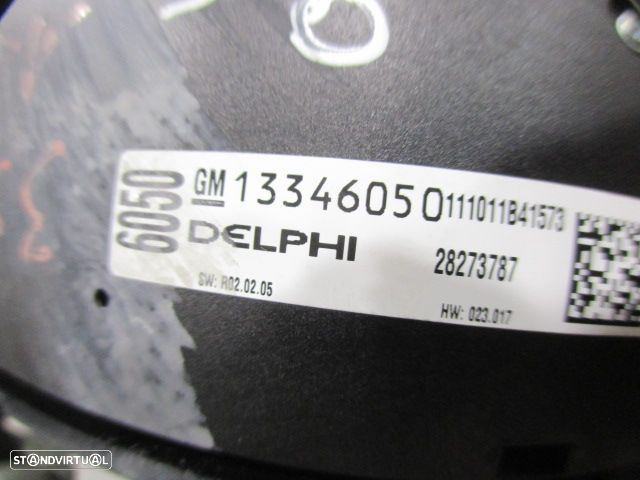 6050
GM 13346050 111011B41573
DELPHI
28273787
SW: R02.02.05
HW: 023.017
STANDVIRTUAL